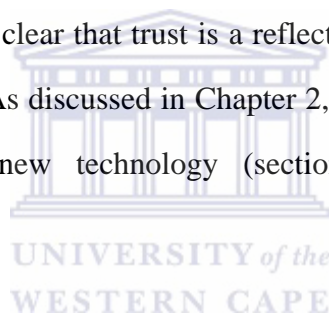 clear that trust is a reflect
As discussed in Chapter 2,
new technology (sectio
UNIVERSITY of the
WESTERN CAPE